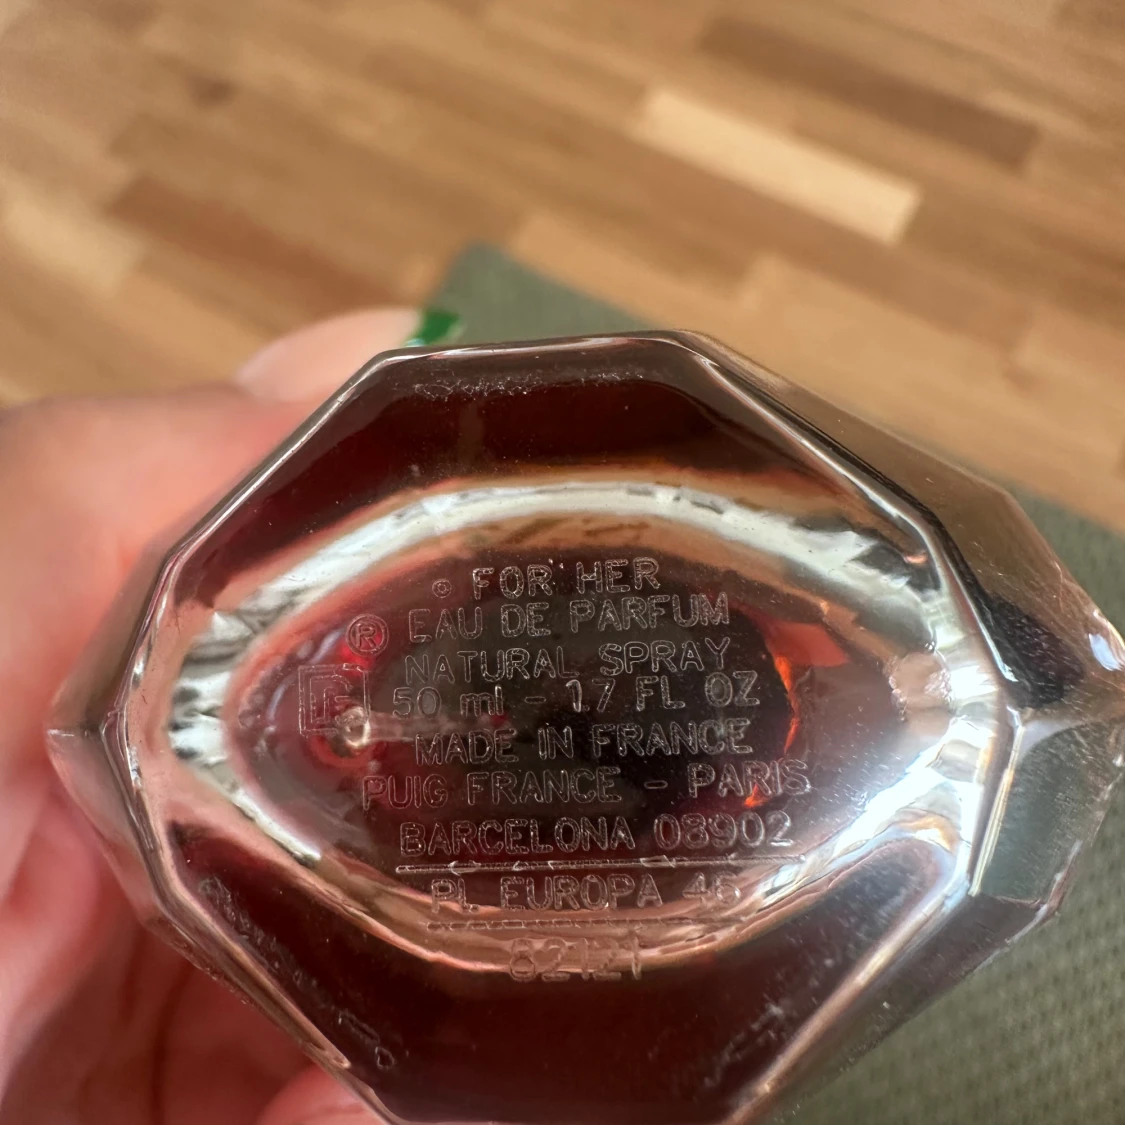 FOR HER
EAU DE PARFUM
®
NATURAL SPRAY
50 ml - 1.7 FL OZ
MADE IN FRANCE
PUIG FRANCE - PARIS
BARCELONA 08902
PL. EUROPA 46
82121